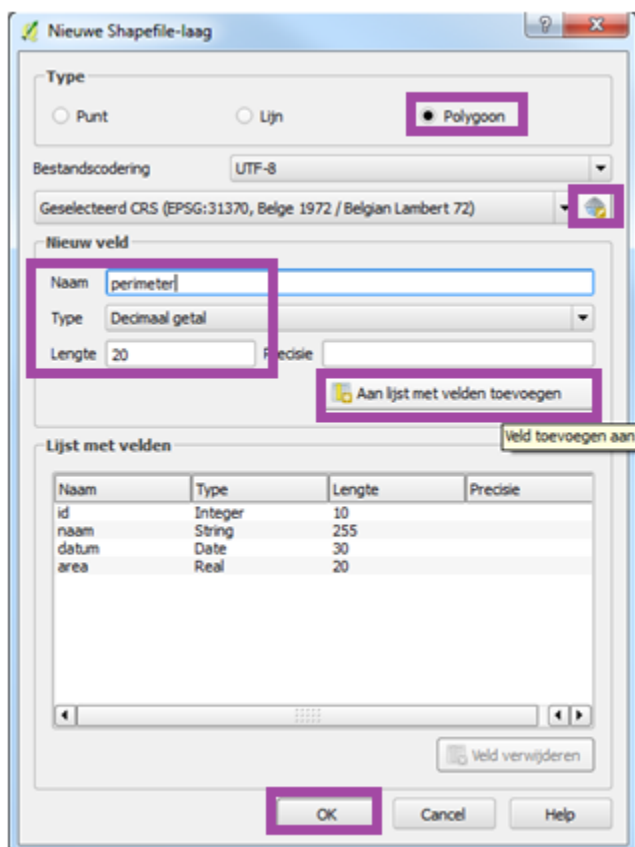 Nieuwe Shapefile-laag
Type
Punt Lijn Polygoon
Bestandscodering UTF-8
Geselecteerd CRS (EPSG:31370, Belge 1972 / Belgian Lambert 72)
Nieuw veld
Naam perimeter
Type Decimaal getal
Lengte 20 Precisie
Aan lijst met velden toevoegen
Veld toevoegen aan
Lijst met velden
Naam Type Lengte Precisie
id Integer 10
naam String 255
datum Date 30
area Real 20
Veld verwijderen
OK Cancel Help